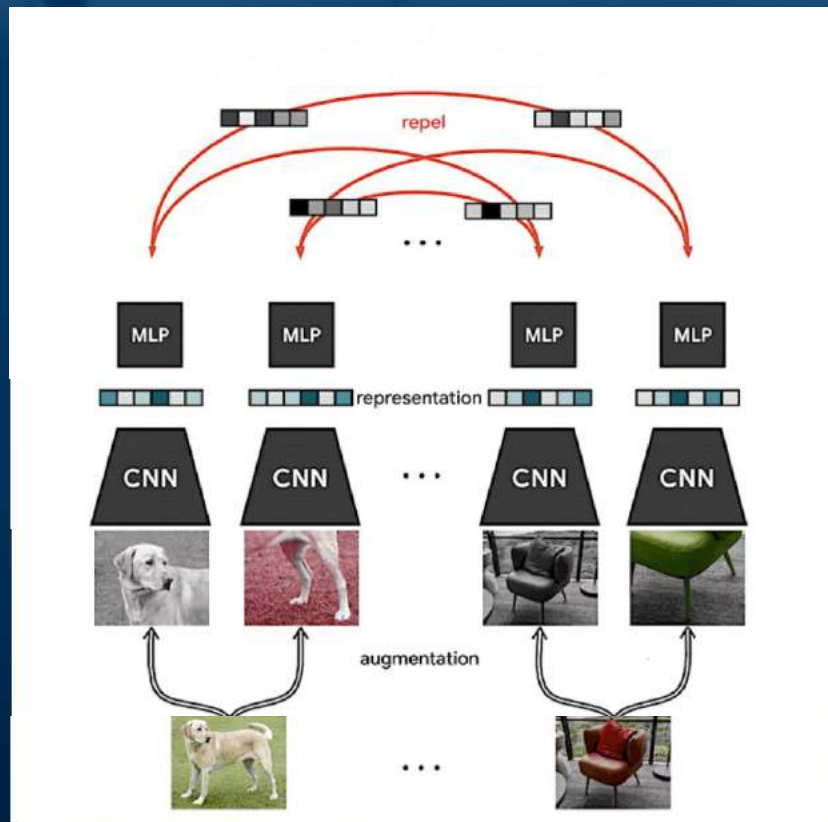 repel
...
MLP MLP MLP MLP
representation
CNN CNN ... CNN CNN
augmentation
...